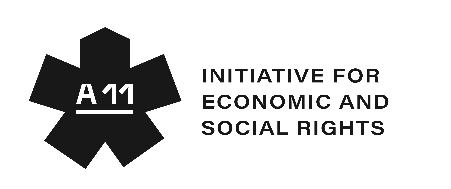 A 11
INITIATIVE FOR
ECONOMIC AND
SOCIAL RIGHTS